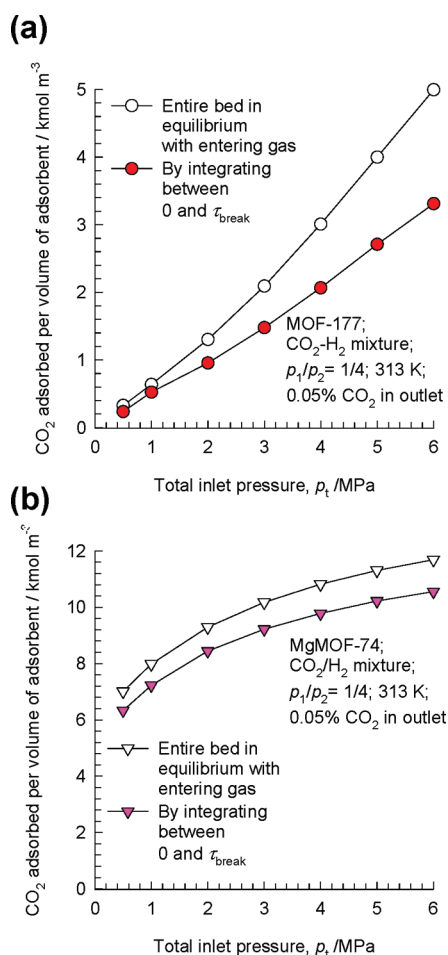 (a)
CO₂ adsorbed per volume of adsorbent / kmol m⁻³
5
4
3
2
1
0
Entire bed in
equilibrium
with entering gas
By integrating
between
0 and τbreak
MOF-177;
CO₂-H₂ mixture;
p₁/p₂= 1/4; 313 K;
0.05% CO₂ in outlet
0 1 2 3 4 5 6
Total inlet pressure, pt /MPa
(b)
CO₂ adsorbed per volume of adsorbent / kmol m⁻³
12
10
8
6
4
2
0
MgMOF-74;
CO₂/H₂ mixture;
p₁/p₂= 1/4; 313 K;
0.05% CO₂ in outlet
Entire bed in
equilibrium with
entering gas
By integrating
between
0 and τbreak
0 1 2 3 4 5 6
Total inlet pressure, pt /MPa